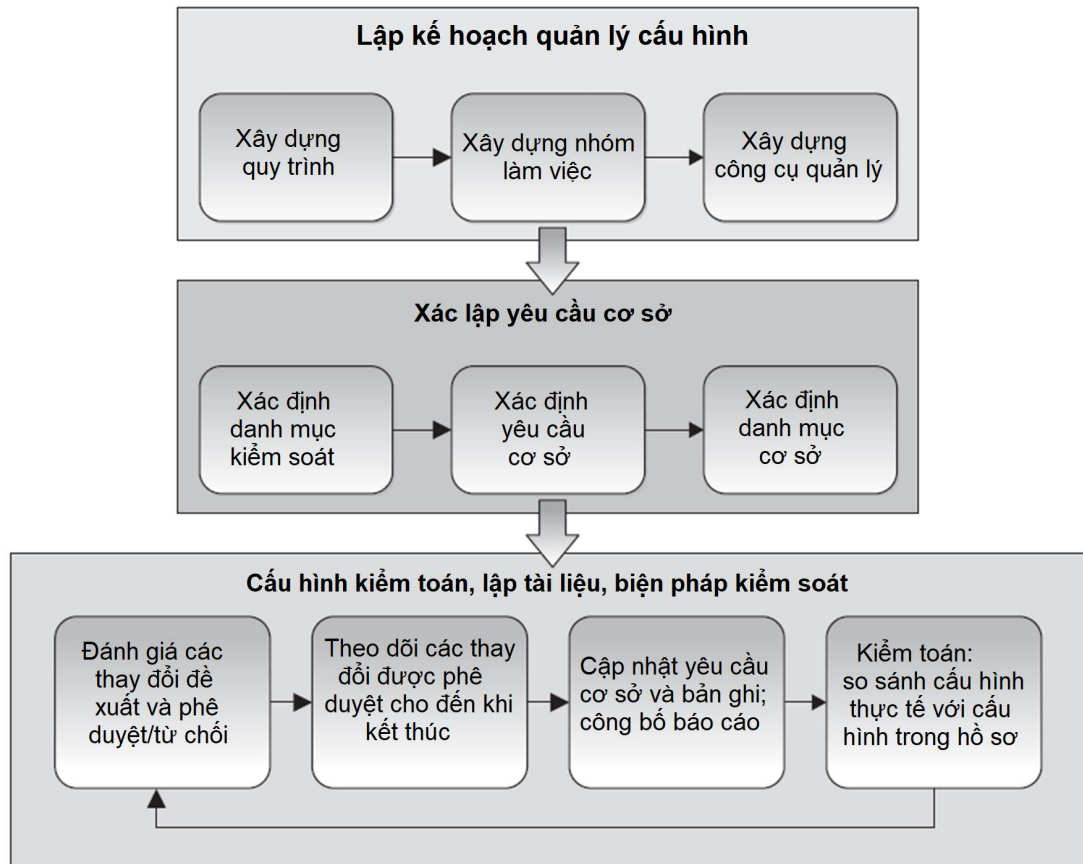 Lập kế hoạch quản lý cấu hình
Xây dựng
quy trình
Xây dựng nhóm
làm việc
Xây dựng
công cụ quản lý
Xác lập yêu cầu cơ sở
Xác định
danh mục
kiểm soát
Xác định
yêu cầu
cơ sở
Xác định
danh mục
cơ sở
Cấu hình kiểm toán, lập tài liệu, biện pháp kiểm soát
Đánh giá các
thay đổi đề
xuất và phê
duyệt/từ chối
Theo dõi các thay
đổi được phê
duyệt cho đến khi
kết thúc
Cập nhật yêu cầu
cơ sở và bản ghi;
công bố báo cáo
Kiểm toán:
so sánh cấu hình
thực tế với cấu
hình trong hồ sơ